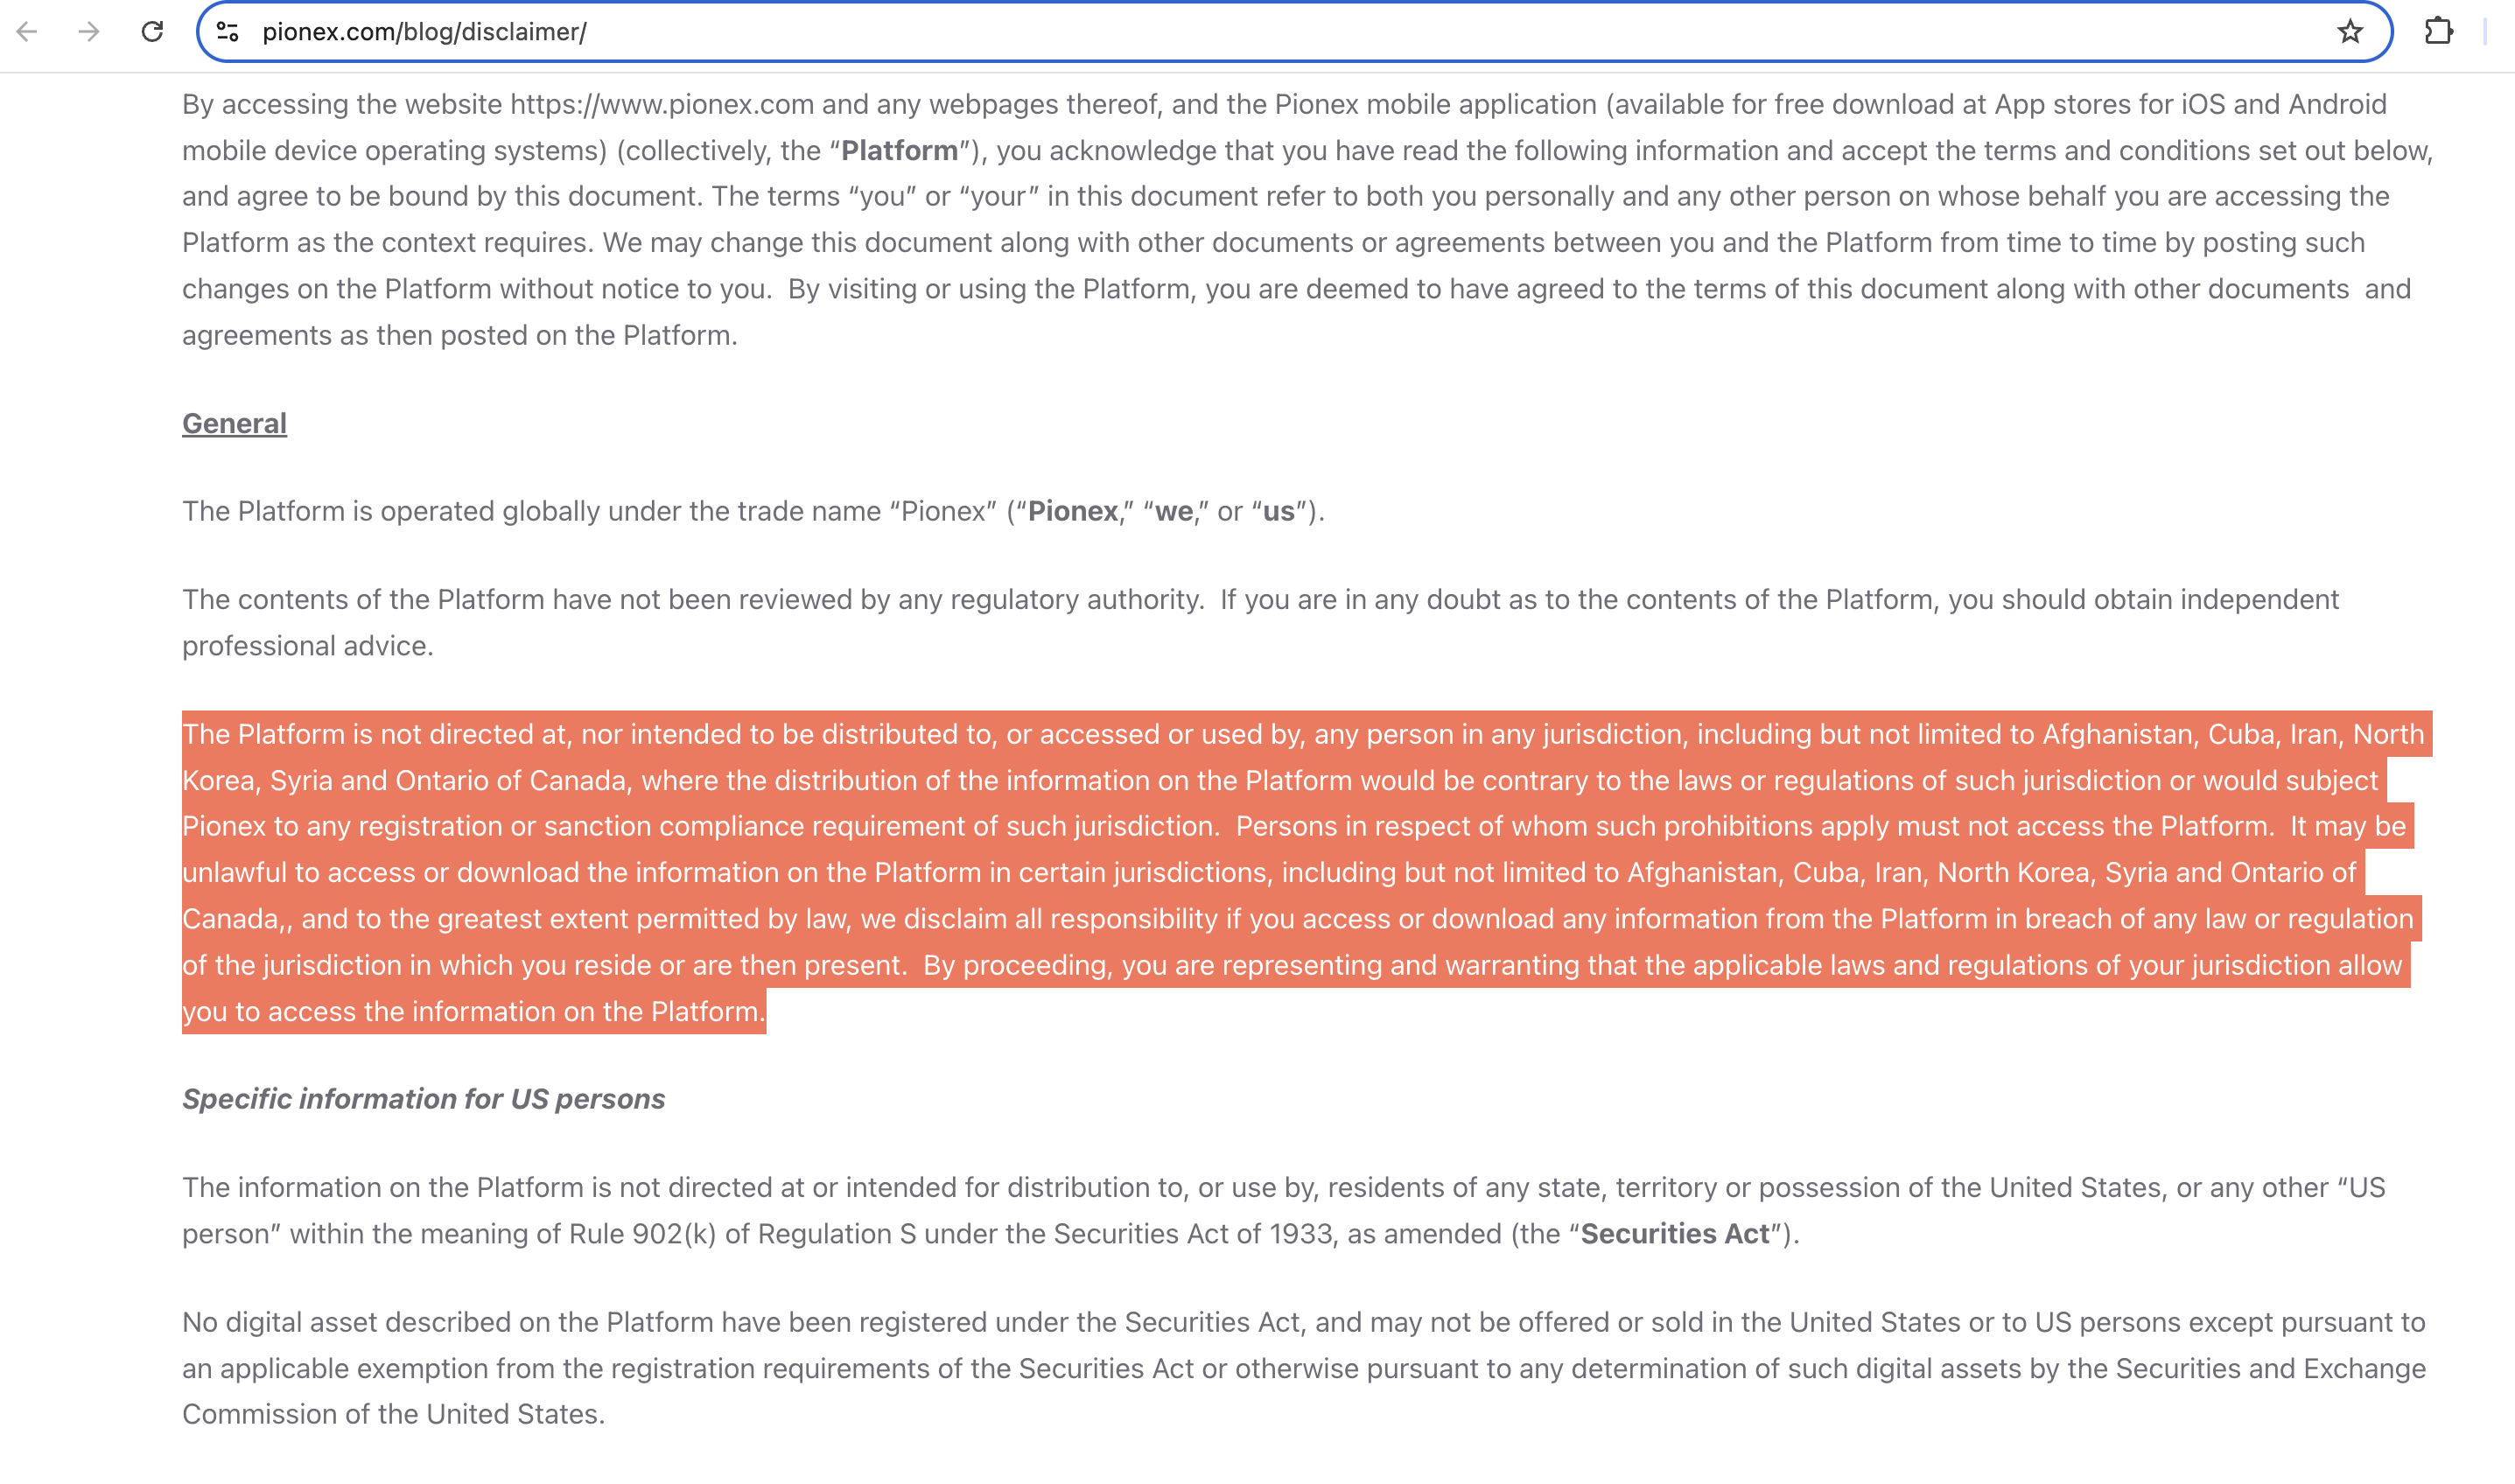 pionex.com/blog/disclaimer/
By accessing the website https://www.pionex.com and any webpages thereof, and the Pionex mobile application (available for free download at App stores for iOS and Android
mobile device operating systems) (collectively, the “Platform”), you acknowledge that you have read the following information and accept the terms and conditions set out below,
and agree to be bound by this document. The terms “you” or “your” in this document refer to both you personally and any other person on whose behalf you are accessing the
Platform as the context requires. We may change this document along with other documents or agreements between you and the Platform from time to time by posting such
changes on the Platform without notice to you.  By visiting or using the Platform, you are deemed to have agreed to the terms of this document along with other documents  and
agreements as then posted on the Platform.
General
The Platform is operated globally under the trade name “Pionex” (“Pionex,” “we,” or “us”).
The contents of the Platform have not been reviewed by any regulatory authority.  If you are in any doubt as to the contents of the Platform, you should obtain independent
professional advice.
The Platform is not directed at, nor intended to be distributed to, or accessed or used by, any person in any jurisdiction, including but not limited to Afghanistan, Cuba, Iran, North
Korea, Syria and Ontario of Canada, where the distribution of the information on the Platform would be contrary to the laws or regulations of such jurisdiction or would subject
Pionex to any registration or sanction compliance requirement of such jurisdiction.  Persons in respect of whom such prohibitions apply must not access the Platform.  It may be
unlawful to access or download the information on the Platform in certain jurisdictions, including but not limited to Afghanistan, Cuba, Iran, North Korea, Syria and Ontario of
Canada,, and to the greatest extent permitted by law, we disclaim all responsibility if you access or download any information from the Platform in breach of any law or regulation
of the jurisdiction in which you reside or are then present.  By proceeding, you are representing and warranting that the applicable laws and regulations of your jurisdiction allow
you to access the information on the Platform.
Specific information for US persons
The information on the Platform is not directed at or intended for distribution to, or use by, residents of any state, territory or possession of the United States, or any other “US
person” within the meaning of Rule 902(k) of Regulation S under the Securities Act of 1933, as amended (the “Securities Act”).
No digital asset described on the Platform have been registered under the Securities Act, and may not be offered or sold in the United States or to US persons except pursuant to
an applicable exemption from the registration requirements of the Securities Act or otherwise pursuant to any determination of such digital assets by the Securities and Exchange
Commission of the United States.